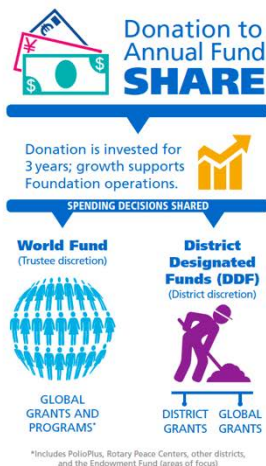 Donation to
Annual Fund
SHARE
Donation is invested for
3 years; growth supports
Foundation operations.
SPENDING DECISIONS SHARED
World Fund
(Trustee discretion)
GLOBAL
GRANTS AND
PROGRAMS*
District
Designated
Funds (DDF)
(District discretion)
DISTRICT GRANTS
GLOBAL GRANTS
*Includes PolioPlus, Rotary Peace Centers, other districts,
and the Endowment Fund (areas of focus)